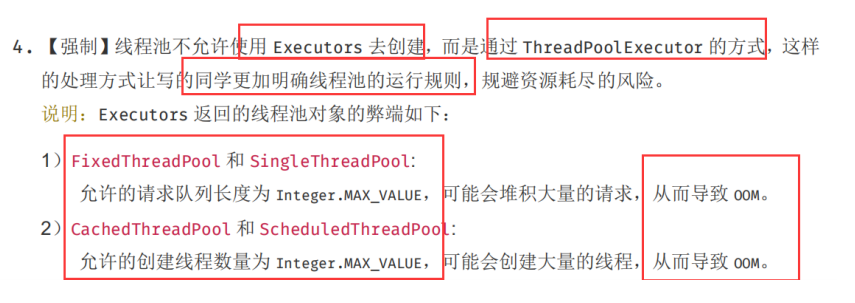 4. 【强制】线程池不允许使用 Executors 去创建，而是通过 ThreadPoolExecutor 的方式，这样
的处理方式让写的同学更加明确线程池的运行规则，规避资源耗尽的风险。
说明：Executors 返回的线程池对象的弊端如下：
1）FixedThreadPool 和 SingleThreadPool:
允许的请求队列长度为 Integer.MAX_VALUE，可能会堆积大量的请求，从而导致 OOM。
2）CachedThreadPool 和 ScheduledThreadPool:
允许的创建线程数量为 Integer.MAX_VALUE，可能会创建大量的线程，从而导致 OOM。